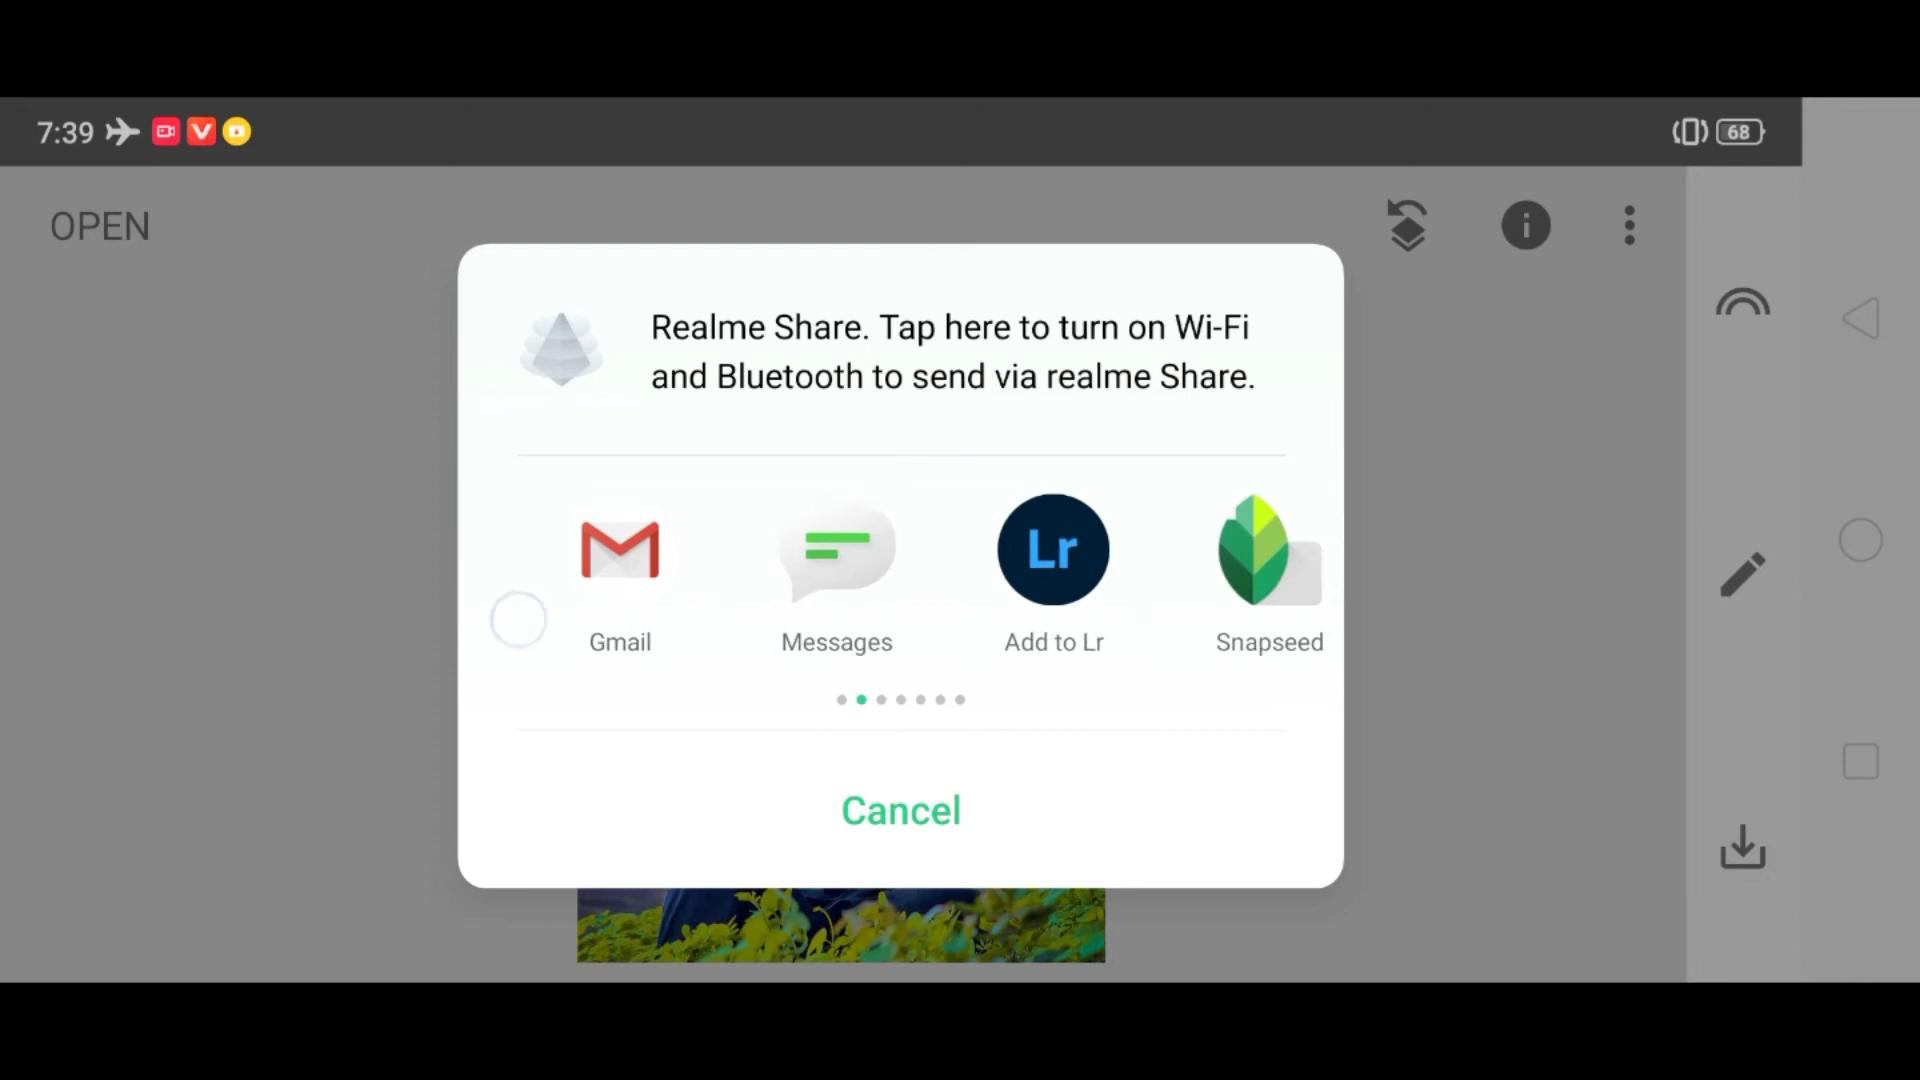 7:39
68
OPEN
Realme Share. Tap here to turn on Wi-Fi
and Bluetooth to send via realme Share.
Lr
Gmail
Messages
Add to Lr
Snapseed
Cancel